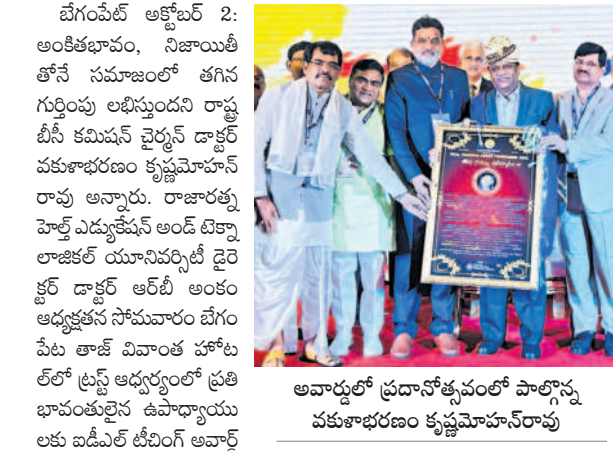 బేగంపేట్ అక్టోబర్ 2:
అంకితభావం, నిజాయితీ
తోనే సమాజంలో తగిన
గుర్తింపు లభిస్తుందని రాష్ట్ర
బీసీ కమిషన్ చైర్మన్ డాక్టర్
వకుళాభరణం కృష్ణమోహన్
రావు అన్నారు. రాజారత్న
హెల్త్ ఎడ్యుకేషన్ అండ్ టెక్నా
లాజికల్ యూనివర్సిటీ డైరె
క్టర్ డాక్టర్ ఆర్‌బీ అంకం
ఆధ్యక్షతన సోమవారం బేగం
పేట తాజ్ వివాంత హోట
ల్‌లో ట్రస్ట్ ఆధ్వర్యంలో ప్రతి
భావంతులైన ఉపాధ్యాయు
లకు ఐడీఎల్ టీచింగ్ అవార్డ్
అవార్డులో ప్రదానోత్సవంలో పాల్గొన్న
వకుళాభరణం కృష్ణమోహన్‌రావు